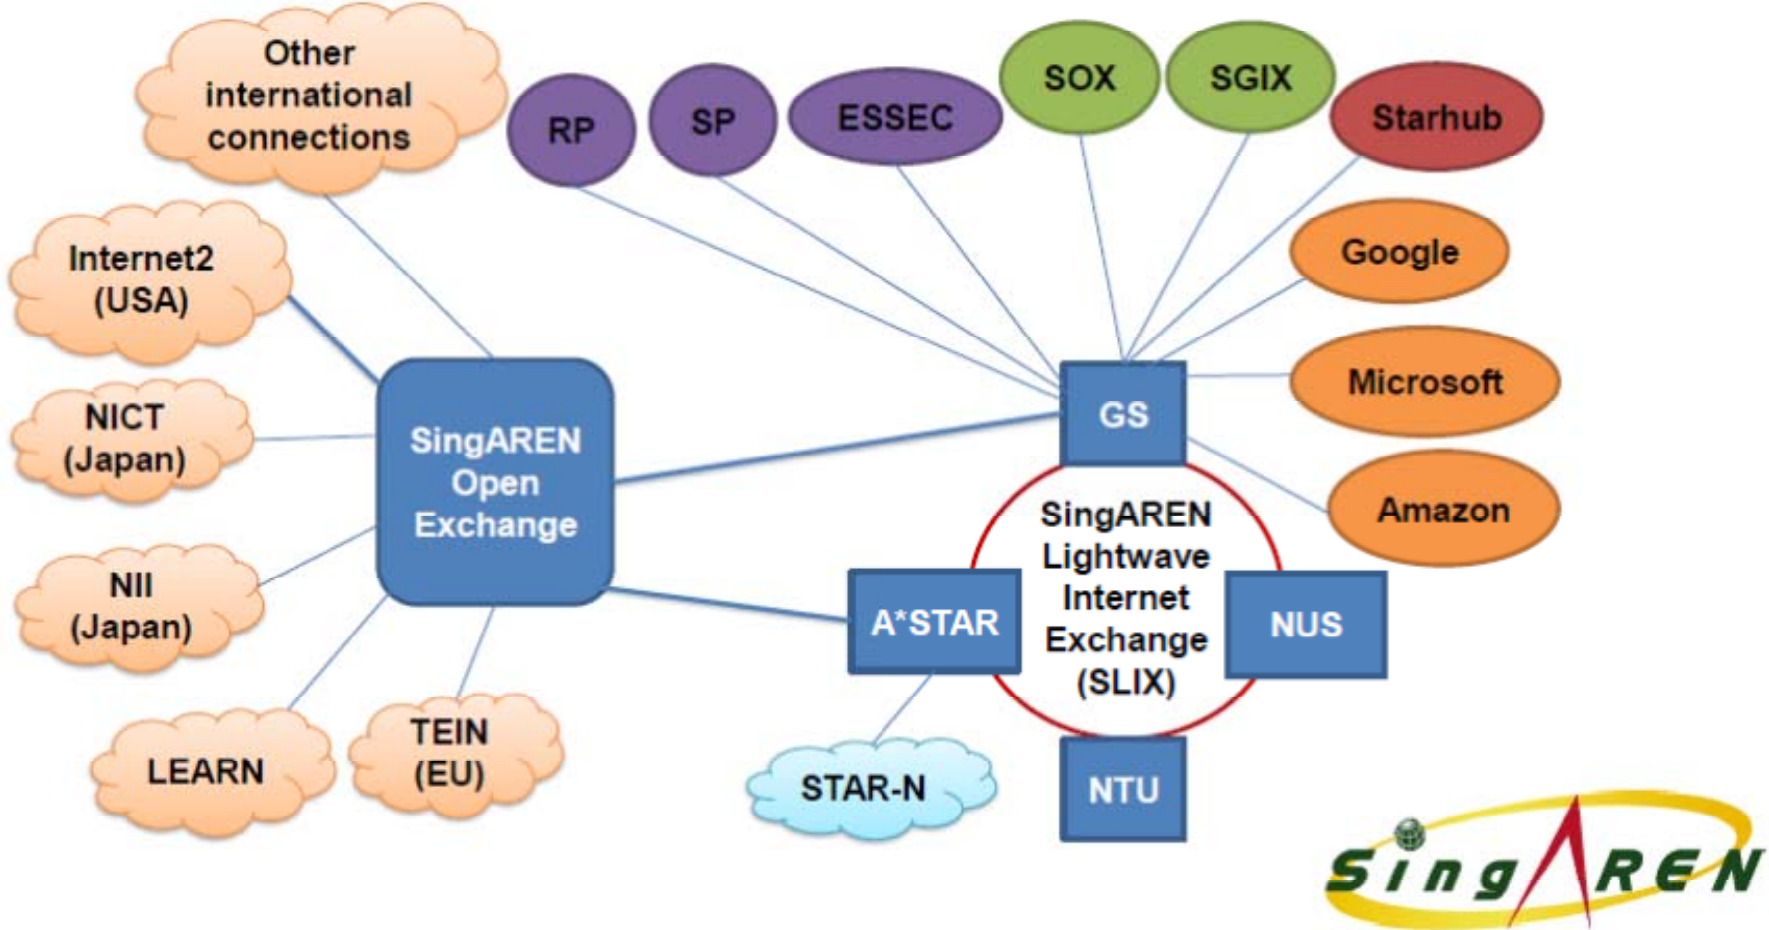 Other
international
connections
RP
SP
ESSEC
SOX
SGIX
Starhub
Internet2
(USA)
Google
NICT
(Japan)
Microsoft
SingAREN
Open
Exchange
GS
Amazon
NII
(Japan)
SingAREN
Lightwave
Internet
Exchange
(SLIX)
A*STAR
NUS
LEARN
TEIN
(EU)
STAR-N
NTU
SingAREN